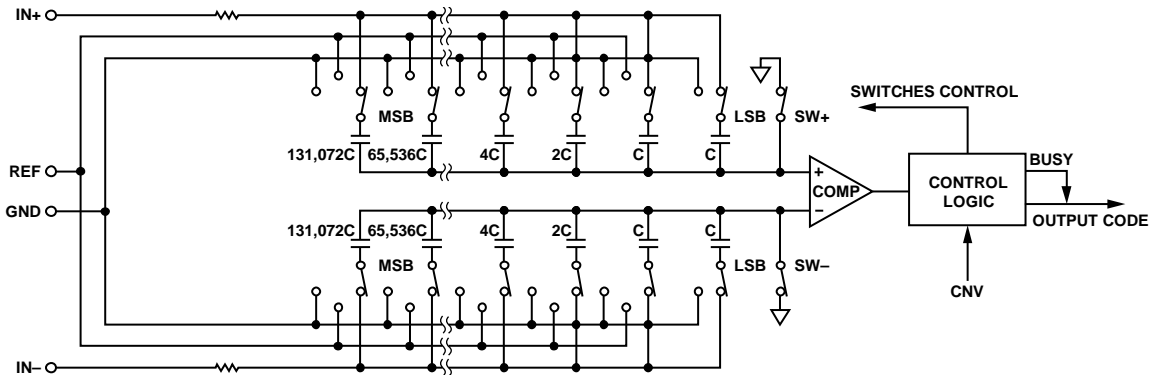 IN+
SWITCHES CONTROL
MSB
LSB
SW+
131,072C
65,536C
4C
2C
C
C
BUSY
REF
+
COMP
–
CONTROL
LOGIC
GND
OUTPUT CODE
131,072C
65,536C
4C
2C
C
C
MSB
LSB
SW–
CNV
IN–